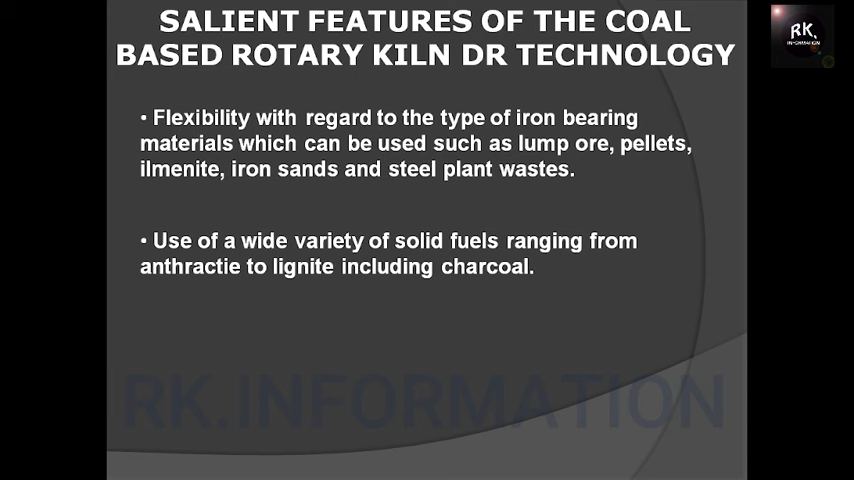 SALIENT FEATURES OF THE COAL
BASED ROTARY KILN DR TECHNOLOGY
RK.
INFORMATION
• Flexibility with regard to the type of iron bearing
materials which can be used such as lump ore, pellets,
ilmenite, iron sands and steel plant wastes.
• Use of a wide variety of solid fuels ranging from
anthractie to lignite including charcoal.
RK.INFORMATION